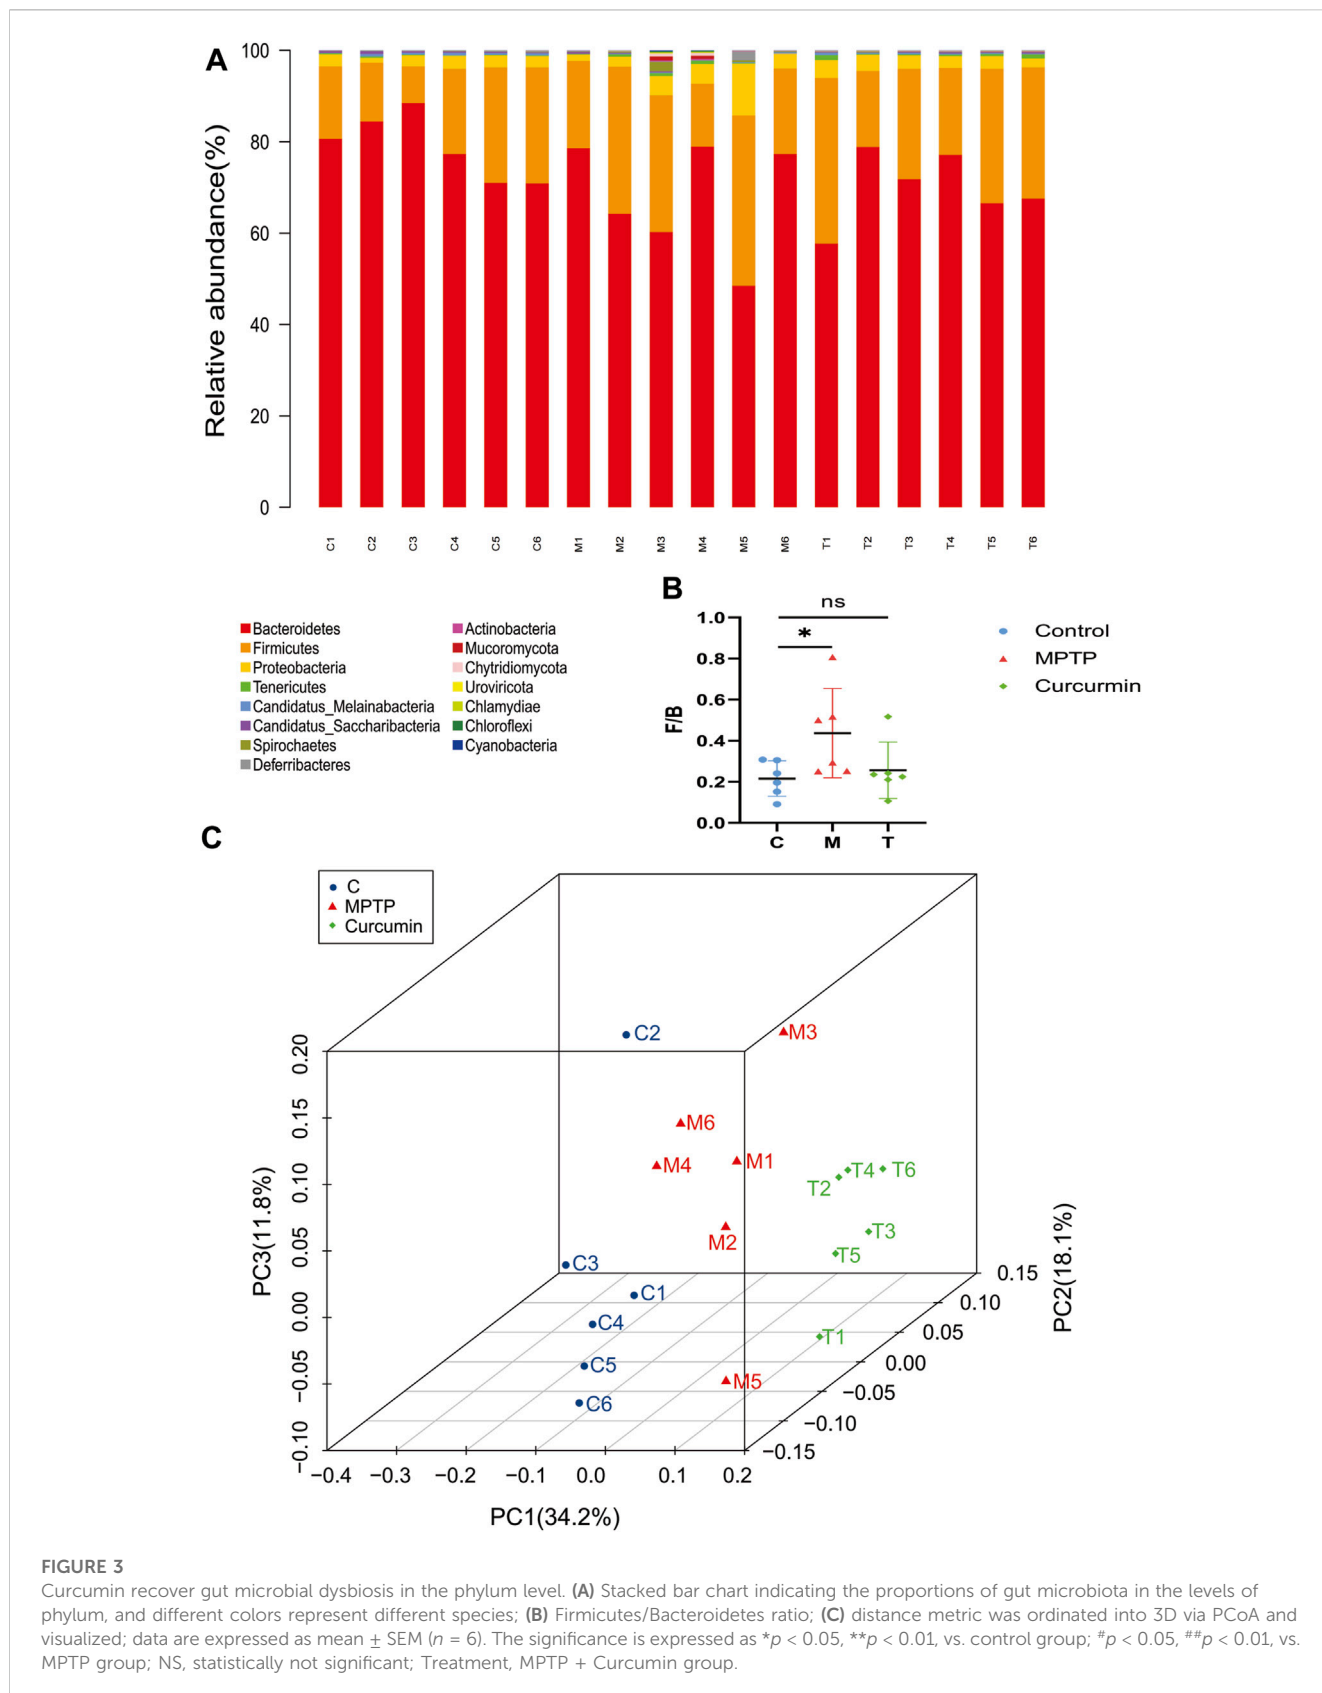 A
Relative abundance(%)
100
80
60
40
20
0
C1 C2 C3 C4 C5 C6 M1 M2 M3 M4 M5 M6 T1 T2 T3 T4 T5 T6
Bacteroidetes
Firmicutes
Proteobacteria
Tenericutes
Candidatus_Melainabacteria
Candidatus_Saccharibacteria
Spirochaetes
Deferribacteres
Actinobacteria
Mucoromycota
Chytridiomycota
Uroviricota
Chlamydiae
Chloroflexi
Cyanobacteria
B
F/B
1.0
0.8
0.6
0.4
0.2
0.0
ns
*
C M T
Control
MPTP
Curcurmin
C
C
MPTP
Curcumin
PC3(11.8%)
0.20
0.15
0.10
0.05
0.00
−0.05
−0.10
C2
M3
M6
M4
M1
T4
T6
T2
M2
T3
T5
C3
C1
C4
T1
C5
M5
C6
0.15
0.10
0.05
0.00
−0.05
−0.10
−0.15
PC2(18.1%)
−0.4 −0.3 −0.2 −0.1 0.0 0.1 0.2
PC1(34.2%)
FIGURE 3
Curcumin recover gut microbial dysbiosis in the phylum level. (A) Stacked bar chart indicating the proportions of gut microbiota in the levels of
phylum, and different colors represent different species; (B) Firmicutes/Bacteroidetes ratio; (C) distance metric was ordinated into 3D via PCoA and
visualized; data are expressed as mean ± SEM (n = 6). The significance is expressed as *p < 0.05, **p < 0.01, vs. control group; #p < 0.05, ##p < 0.01, vs.
MPTP group; NS, statistically not significant; Treatment, MPTP + Curcumin group.